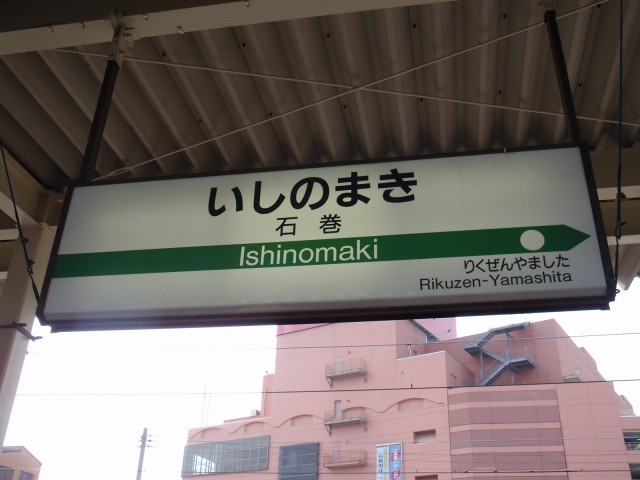 いしのまき
石巻
Ishinomaki
りくぜんやました
Rikuzen-Yamashita